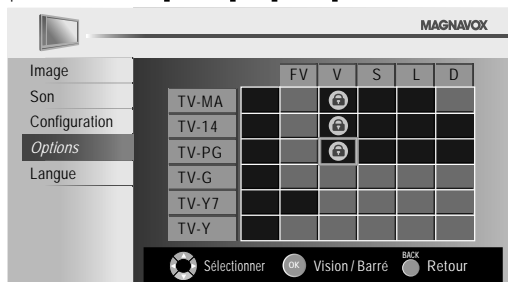 MAGNAVOX
Image
Son
Configuration
Options
Langue
FV V S L D
TV-MA
TV-14
TV-PG
TV-G
TV-Y7
TV-Y
Sélectionner OK Vision / Barré BACK Retour